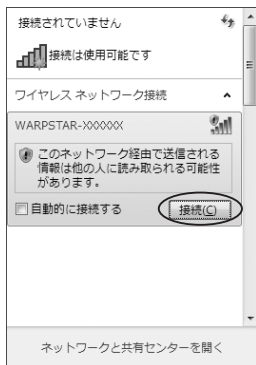 接続されていません
接続は使用可能です
ワイヤレス ネットワーク接続
WARPSTAR-XXXXXX
このネットワーク経由で送信される
情報は他の人に読み取られる可能性
があります。
自動的に接続する
接続(C)
ネットワークと共有センターを開く